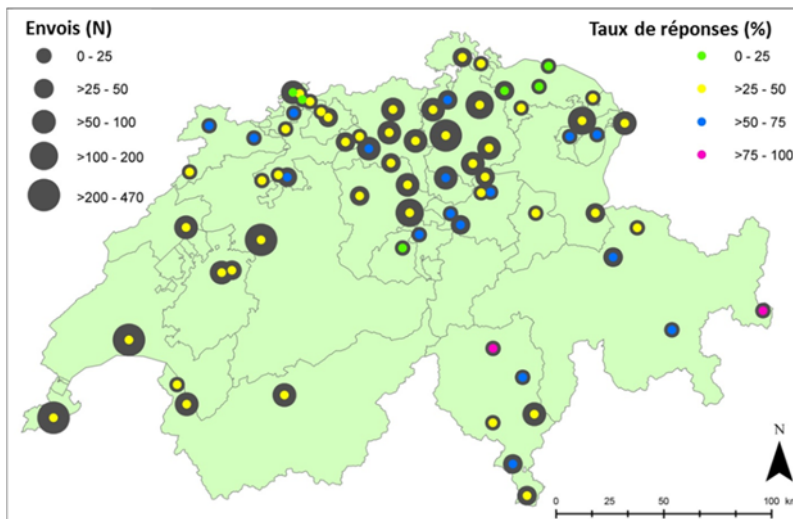 Envois (N)
0 - 25
>25 - 50
>50 - 100
>100 - 200
>200 - 470
Taux de réponses (%)
0 - 25
>25 - 50
>50 - 75
>75 - 100
N
0 25 50 100 km